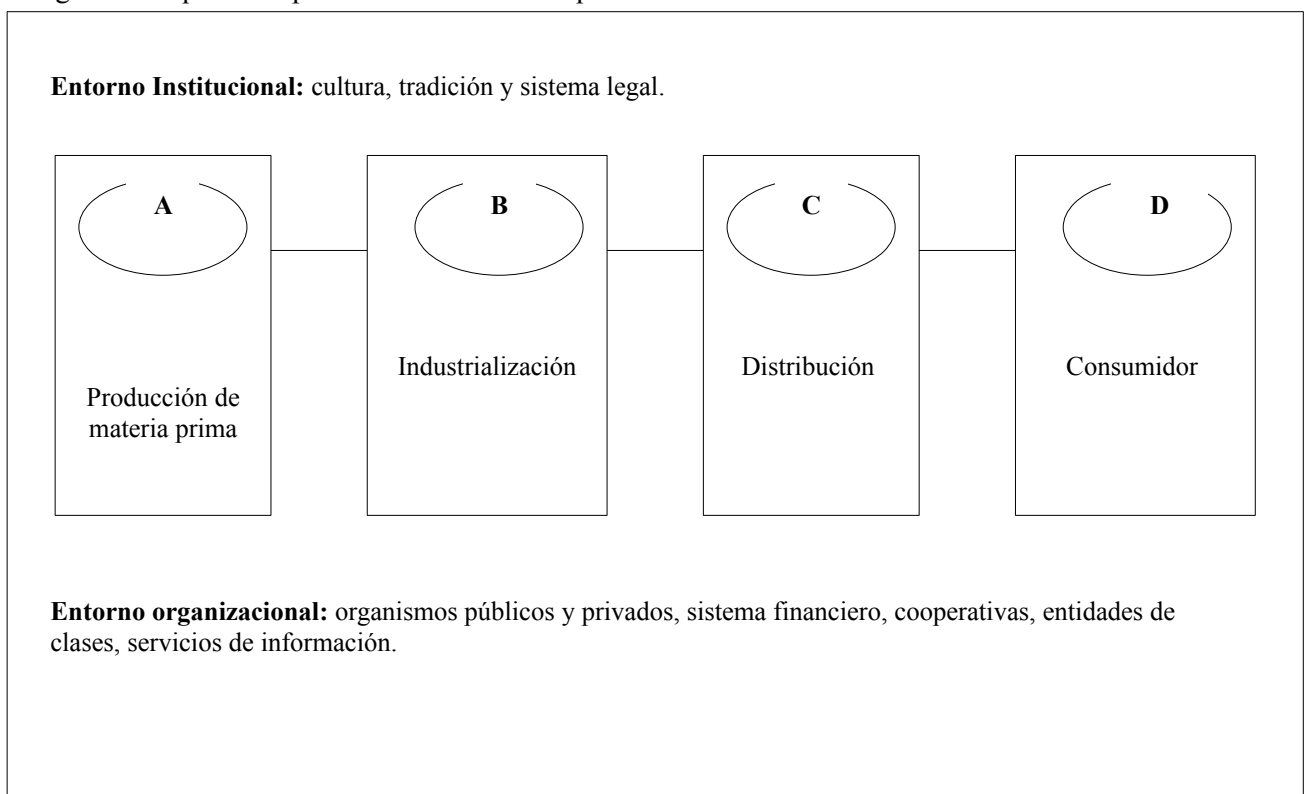 Entorno Institucional: cultura, tradición y sistema legal.
A
B
C
D
Producción de
materia prima
Industrialización
Distribución
Consumidor
Entorno organizacional: organismos públicos y privados, sistema financiero, cooperativas, entidades de
clases, servicios de información.